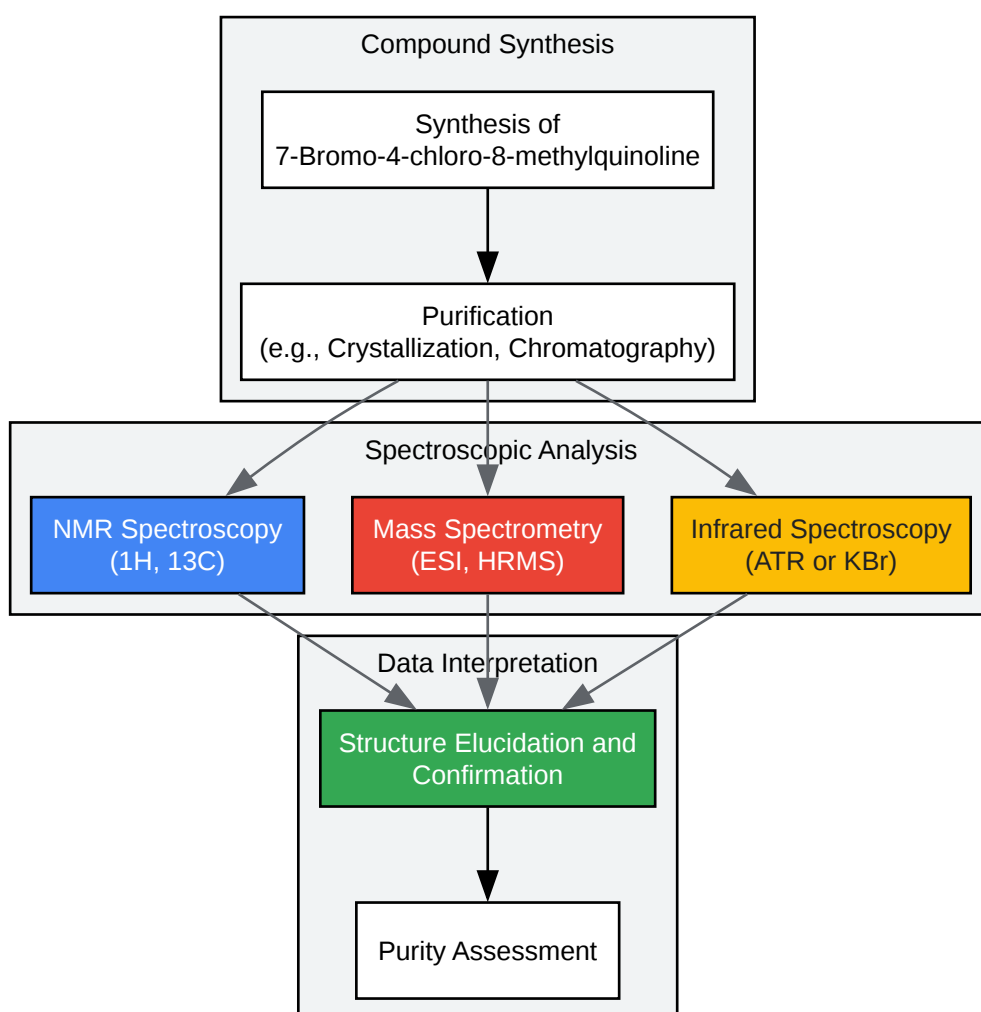 Compound Synthesis
Synthesis of
7-Bromo-4-chloro-8-methylquinoline
Purification
(e.g., Crystallization, Chromatography)
Spectroscopic Analysis
NMR Spectroscopy
(1H, 13C)
Mass Spectrometry
(ESI, HRMS)
Infrared Spectroscopy
(ATR or KBr)
Data Interpretation
Structure Elucidation and
Confirmation
Purity Assessment